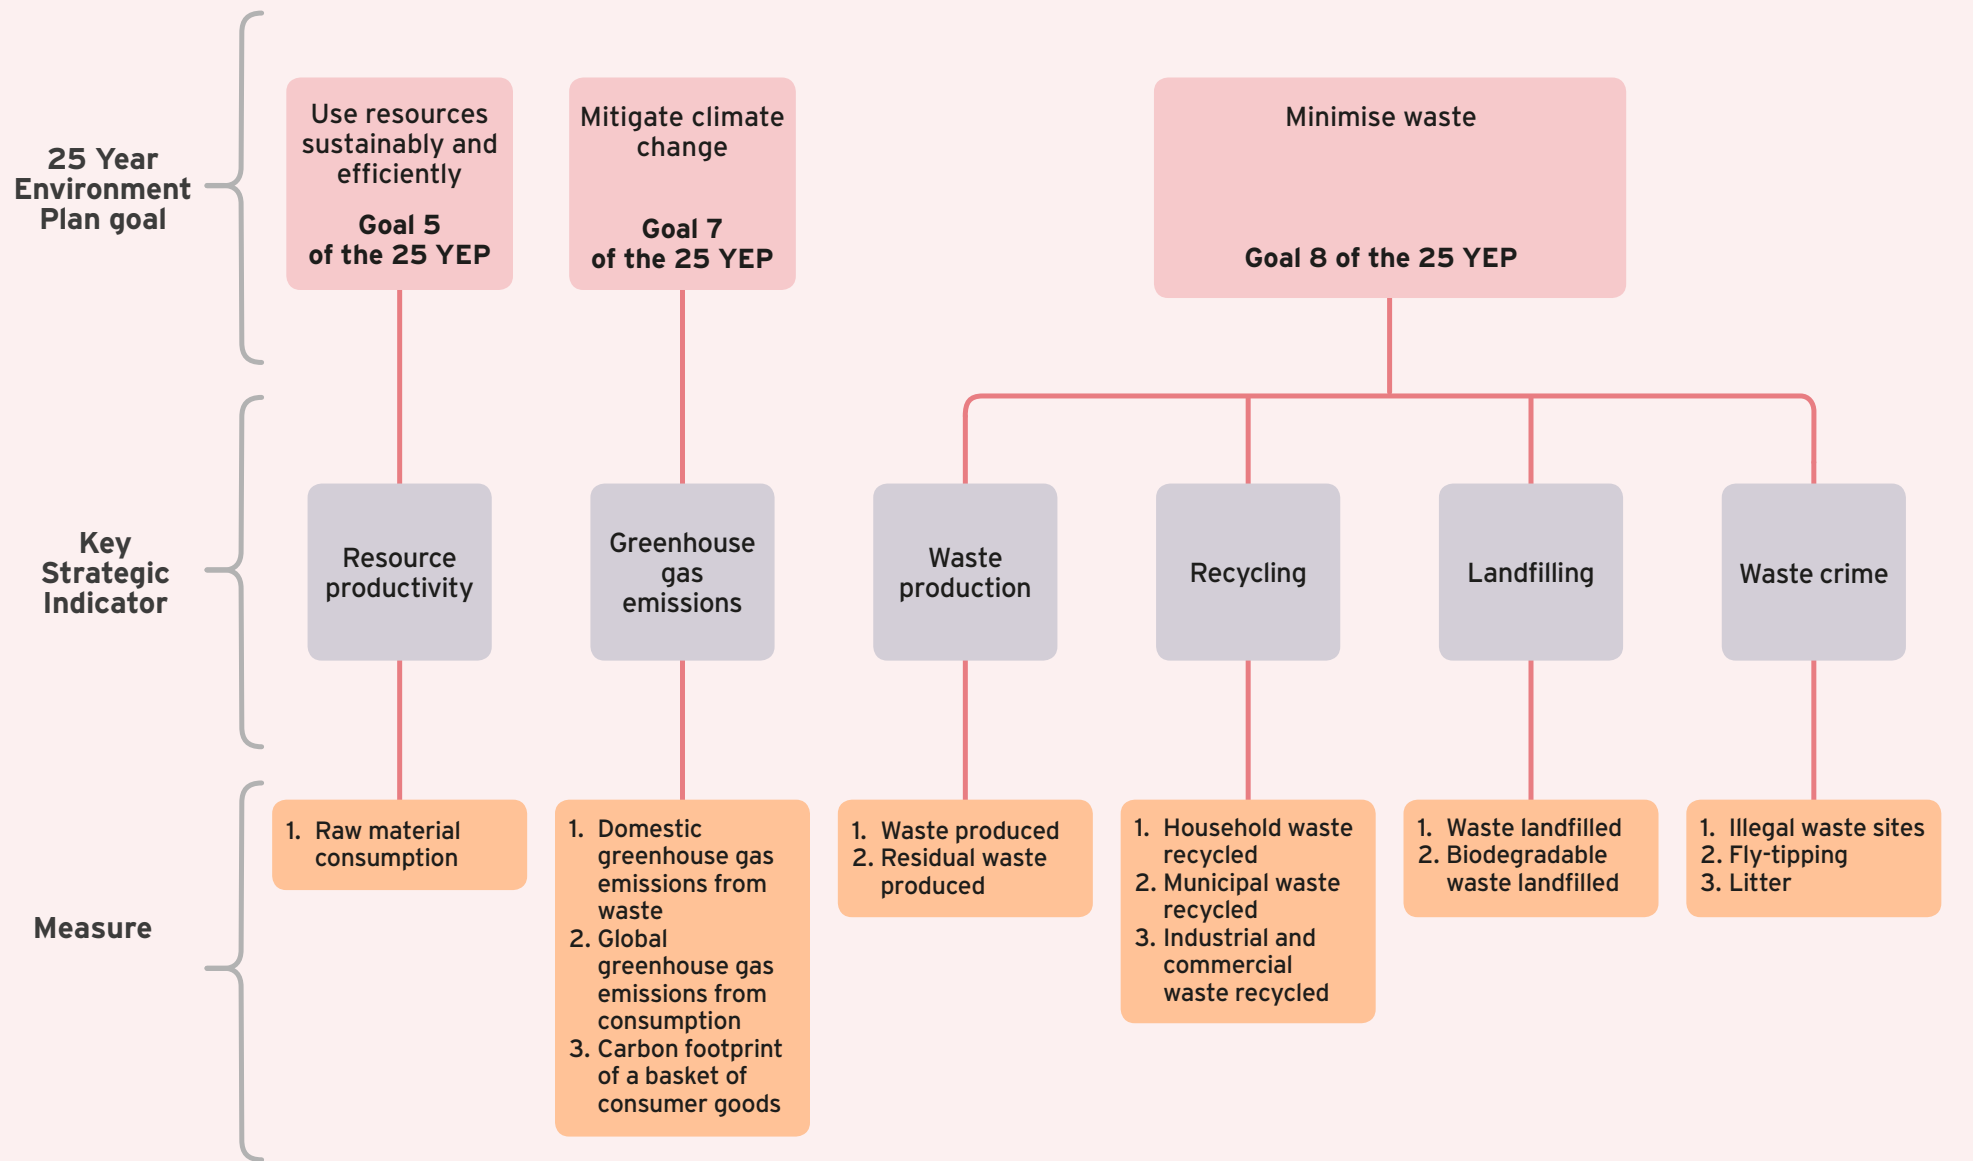 25 Year
Environment
Plan goal
Use resources
sustainably and
efficiently
Goal 5
of the 25 YEP
Mitigate climate
change
Goal 7
of the 25 YEP
Minimise waste
Goal 8 of the 25 YEP
Key
Strategic
Indicator
Resource
productivity
Greenhouse
gas
emissions
Waste
production
Recycling
Landfilling
Waste crime
Measure
1. Raw material
consumption
1. Domestic
greenhouse gas
emissions from
waste
2. Global
greenhouse gas
emissions from
consumption
3. Carbon footprint
of a basket of
consumer goods
1. Waste produced
2. Residual waste
produced
1. Household waste
recycled
2. Municipal waste
recycled
3. Industrial and
commercial
waste recycled
1. Waste landfilled
2. Biodegradable
waste landfilled
1. Illegal waste sites
2. Fly-tipping
3. Litter